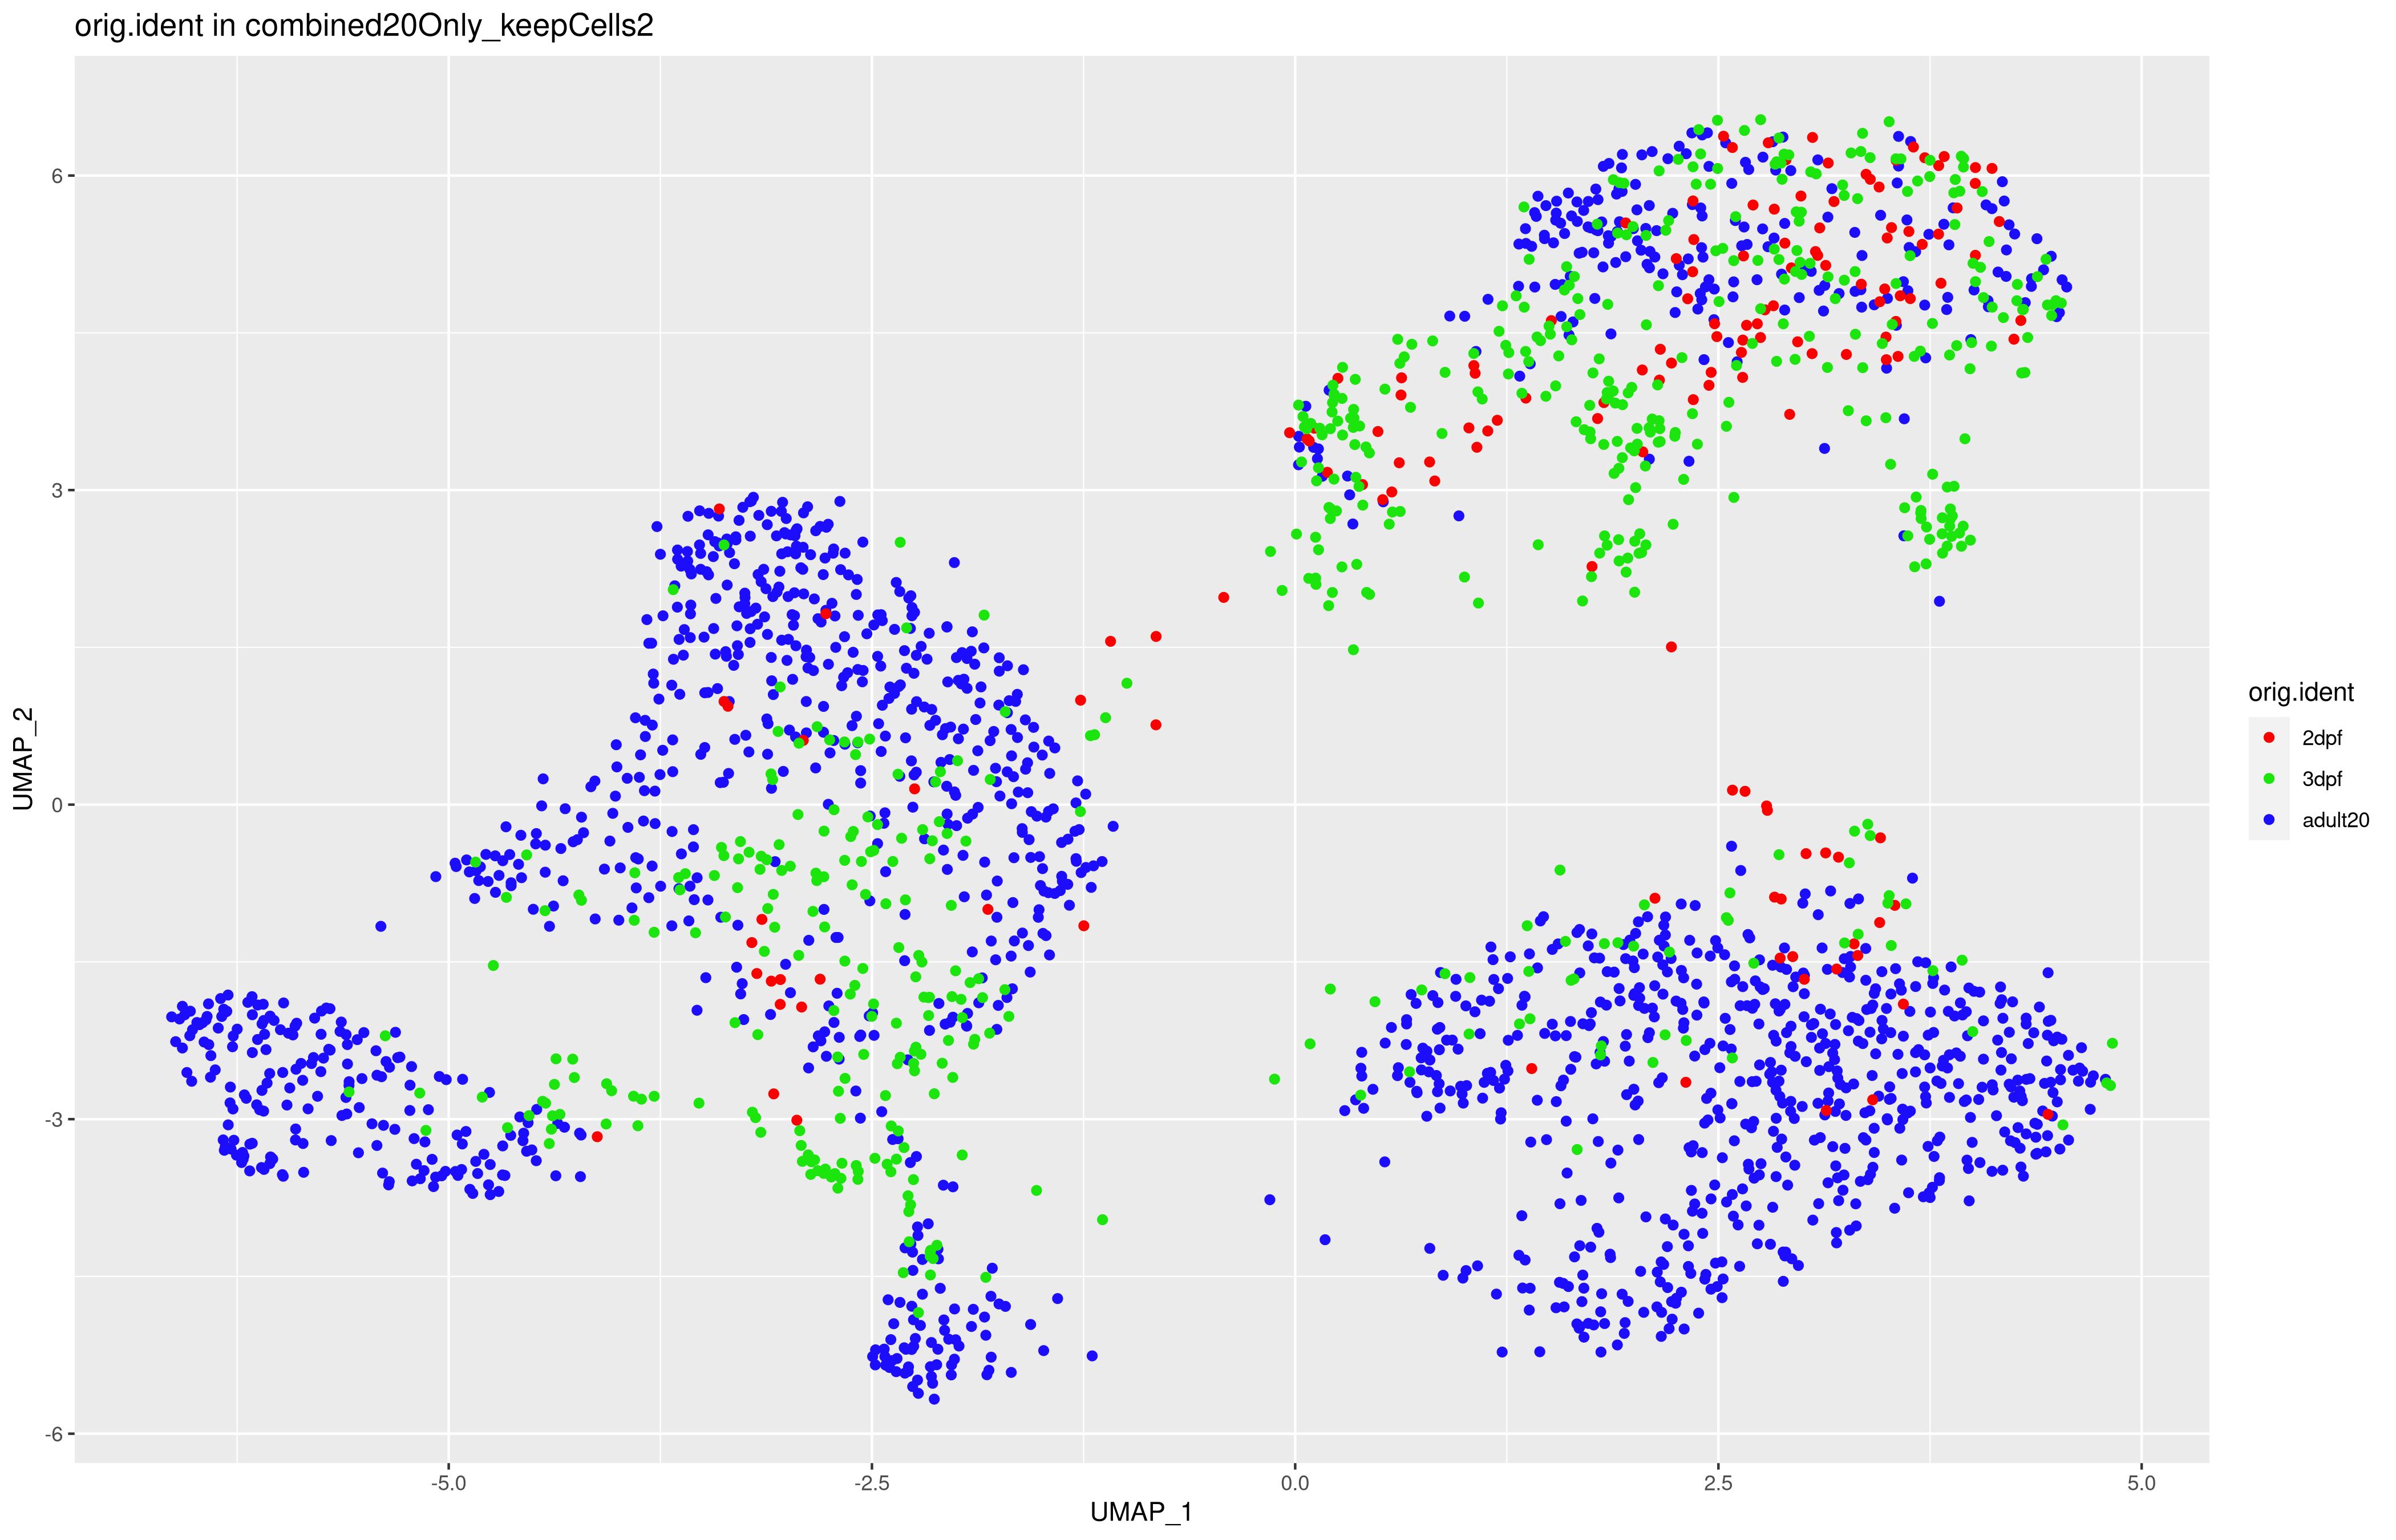 orig.ident in combined20Only_keepCells2
6
3
0
-3
-6
UMAP_2
-5.0
-2.5
0.0
2.5
5.0
UMAP_1
orig.ident
2dpf
3dpf
adult20